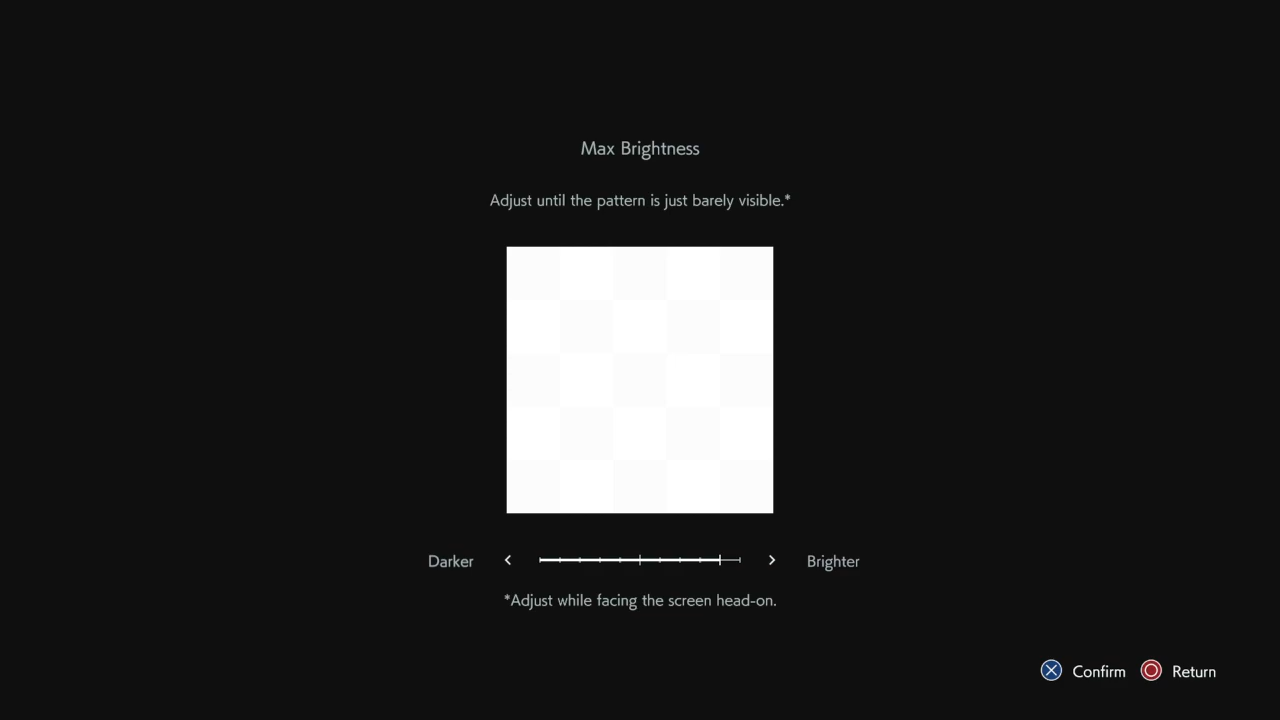 Max Brightness
Adjust until the pattern is just barely visible.*
Darker
Brighter
*Adjust while facing the screen head-on.
Confirm
Return